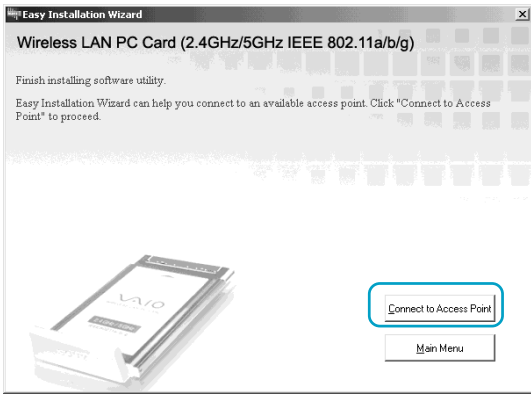 Easy Installation Wizard
Wireless LAN PC Card (2.4GHz/5GHz IEEE 802.11a/b/g)
Finish installing software utility.
Easy Installation Wizard can help you connect to an available access point. Click "Connect to Access
Point" to proceed.
VAIO
Connect to Access Point
Main Menu